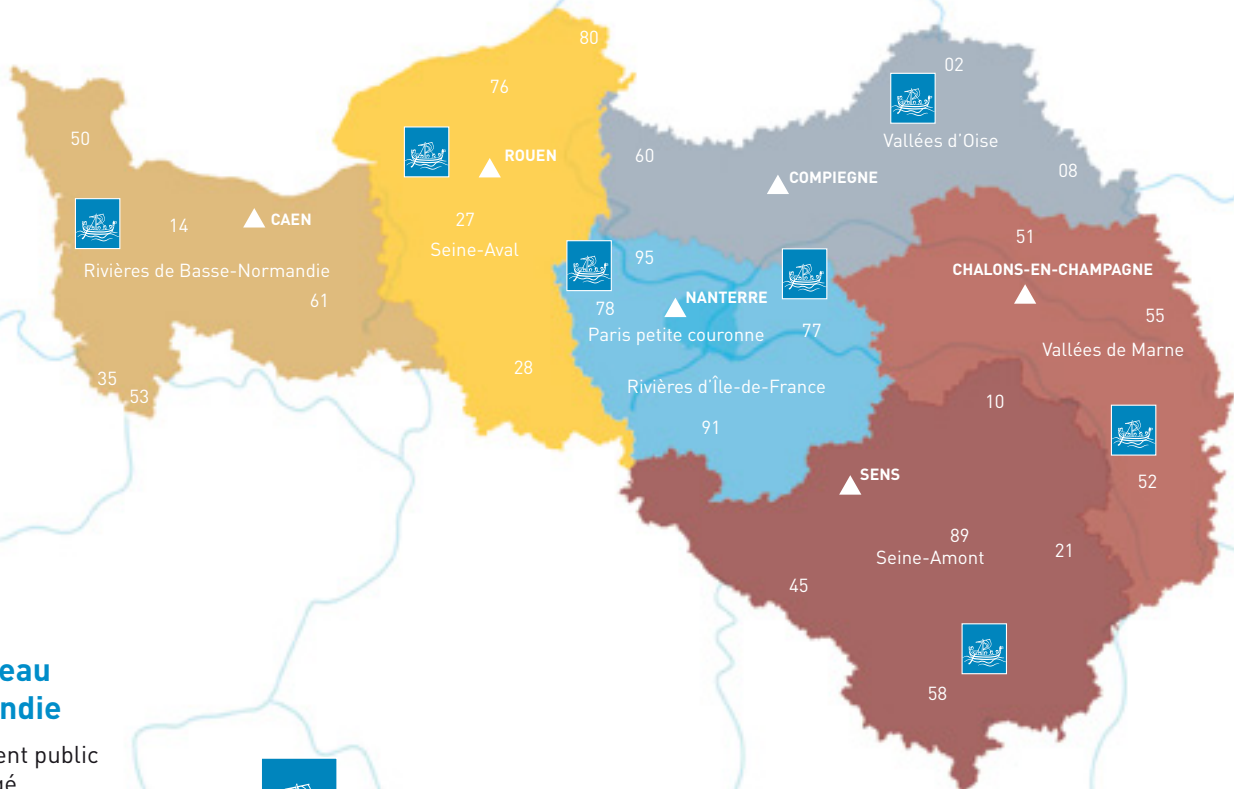 80
02
76
50
60
Vallées d'Oise
ROUEN
08
COMPIEGNE
27
14
CAEN
51
Seine-Aval
95
Rivières de Basse-Normandie
CHALONS-EN-CHAMPAGNE
61
NANTERRE
78
55
77
Paris petite couronne
Vallées de Marne
28
35
Rivières d'Île-de-France
53
10
91
SENS
52
89
21
Seine-Amont
45
eau
58
ndie
ent public
gé